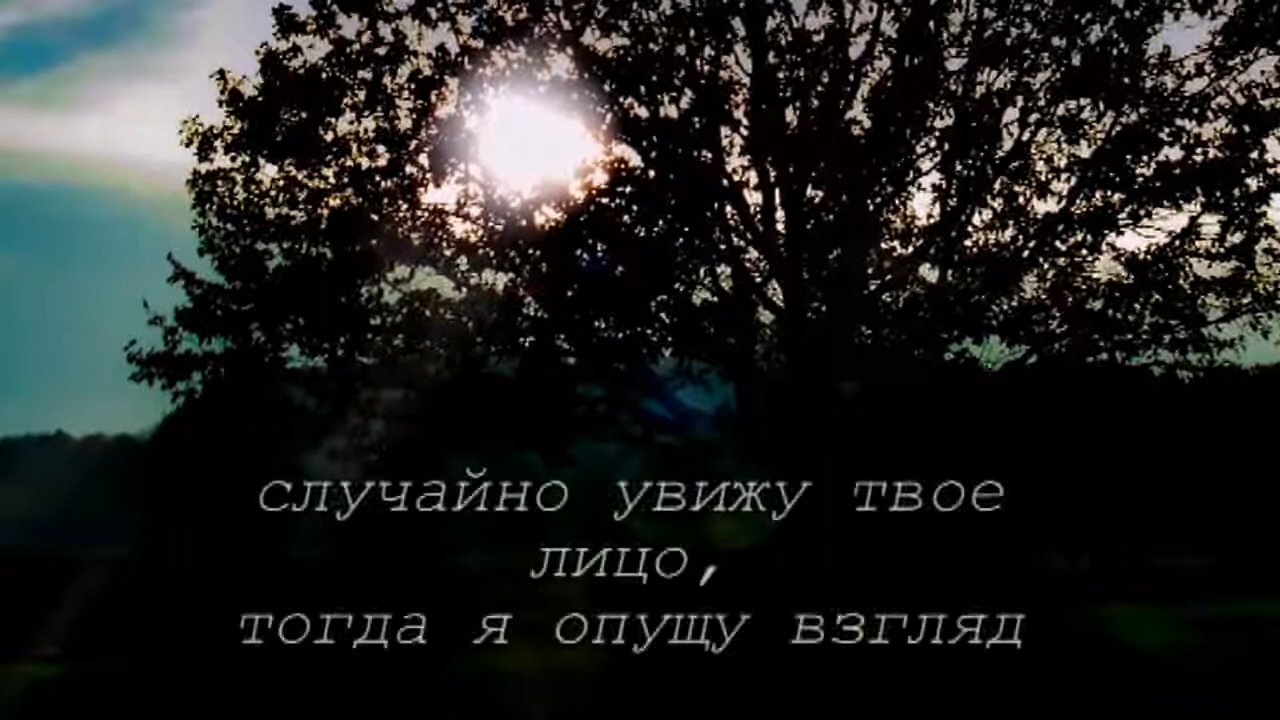 случайно увижу твое
лицо,
тогда я опущу взгляд